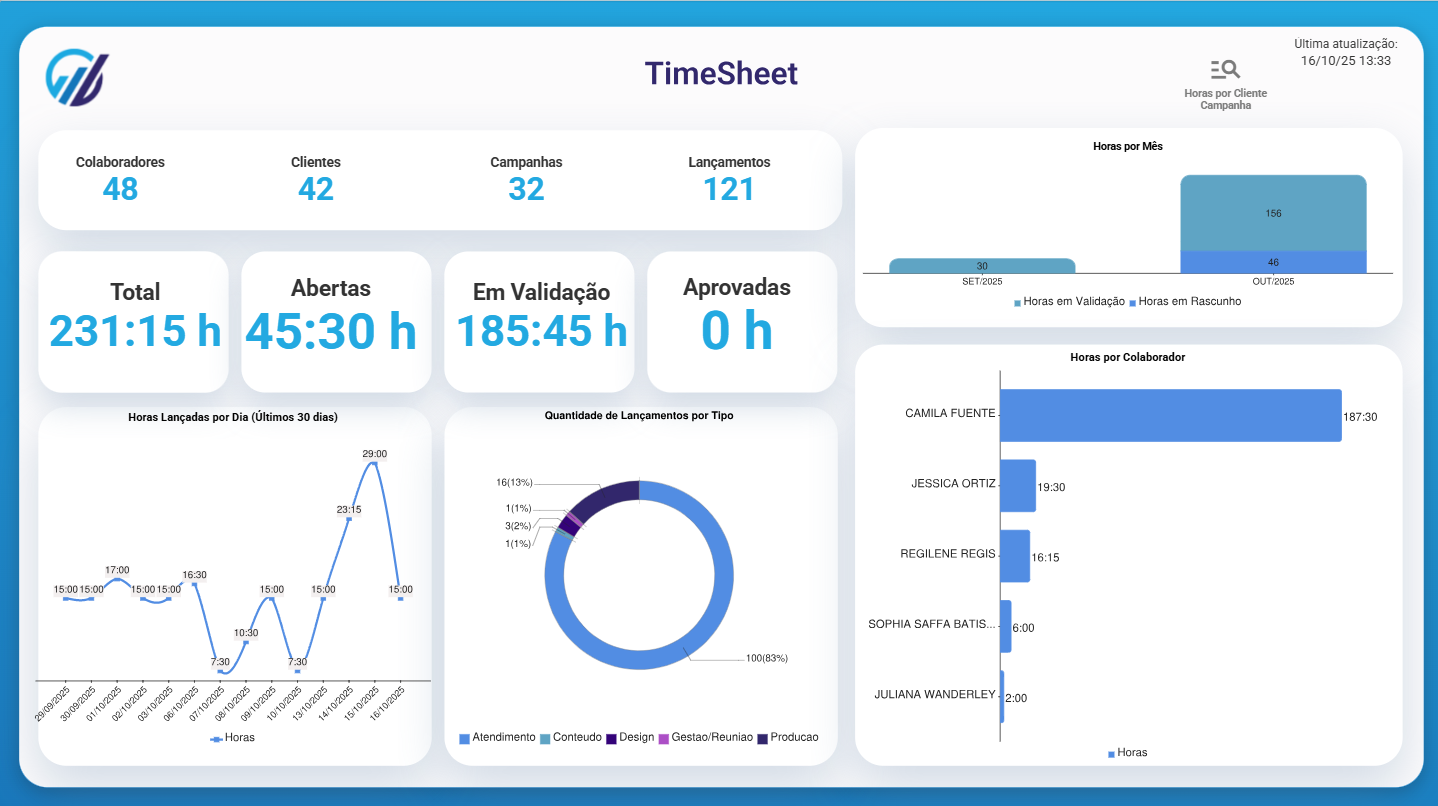 TimeSheet
Última atualização:
16/10/25 13:33
Horas por Cliente
Campanha
Colaboradores
48
Clientes
42
Campanhas
32
Lançamentos
121
Total
231:15 h
Abertas
45:30 h
Em Validação
185:45 h
Aprovadas
0 h
Horas por Mês
156
46
30
SET/2025
OUT/2025
Horas em Validação
Horas em Rascunho
Horas Lançadas por Dia (Últimos 30 dias)
15:00
15:00
17:00
15:00
15:00
16:30
7:30
10:30
15:00
7:30
15:00
23:15
29:00
15:00
29/09/2025
30/09/2025
01/10/2025
02/10/2025
03/10/2025
06/10/2025
07/10/2025
08/10/2025
09/10/2025
10/10/2025
13/10/2025
14/10/2025
15/10/2025
16/10/2025
Horas
Quantidade de Lançamentos por Tipo
16(13%)
1(1%)
3(2%)
1(1%)
100(83%)
Atendimento
Conteudo
Design
Gestao/Reuniao
Producao
Horas por Colaborador
CAMILA FUENTE
187:30
JESSICA ORTIZ
19:30
REGILENE REGIS
16:15
SOPHIA SAFFA BATIS...
6:00
JULIANA WANDERLEY
2:00
Horas